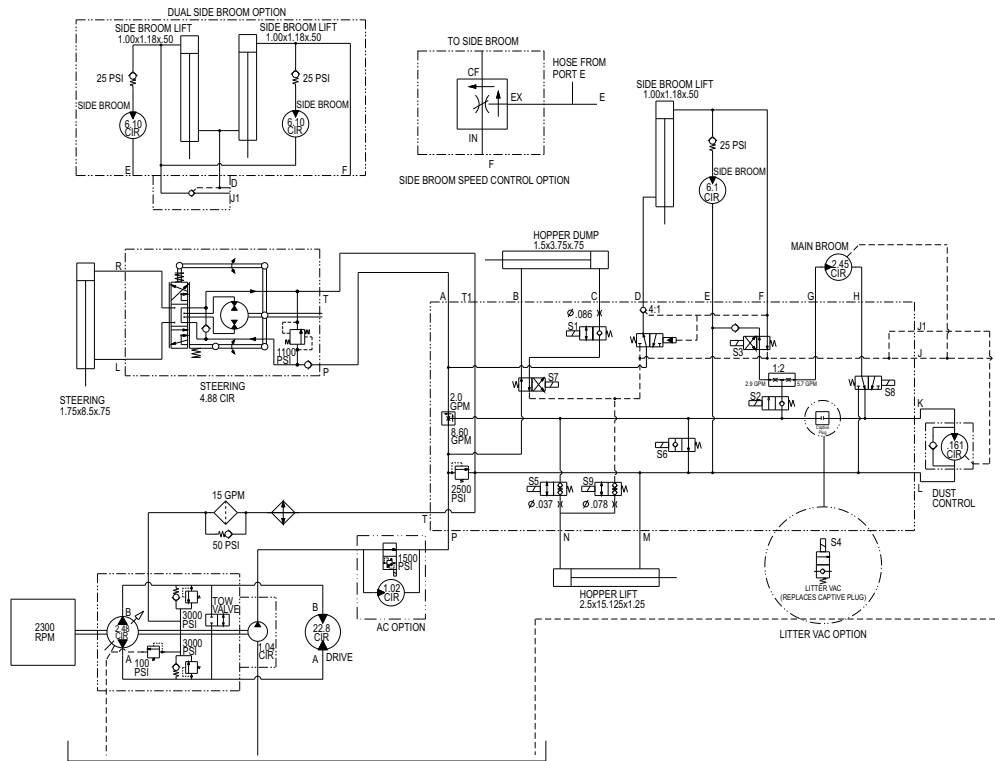 DUAL SIDE BROOM OPTION
SIDE BROOM LIFT
1.00x1.18x.50
SIDE BROOM LIFT
1.00x1.18x.50
25 PSI
25 PSI
SIDE BROOM
SIDE BROOM
6.10
CIR
6.10
CIR
E
F
D
J1
TO SIDE BROOM
CF
EX
IN
F
HOSE FROM
PORT E
E
SIDE BROOM SPEED CONTROL OPTION
SIDE BROOM LIFT
1.00x1.18x.50
25 PSI
SIDE BROOM
6.1
CIR
MAIN BROOM
2.45
CIR
HOPPER DUMP
1.5x3.75x.75
R
L
T
P
1100
PSI
STEERING
1.75x8.5x.75
STEERING
4.88 CIR
A
T1
B
C
D
E
F
G
H
J1
J
K
L
Ø.086
S1
4:1
S3
1:2
2.9 GPM
5.7 GPM
S7
S2
S8
2.0
GPM
8.60
GPM
Captive
Plug
S6
2500
PSI
S5
S9
Ø.037
Ø.078
N
M
.161
CIR
DUST
CONTROL
15 GPM
50 PSI
T
P
1500
PSI
1.02
CIR
AC OPTION
HOPPER LIFT
2.5x15.125x1.25
S4
LITTER VAC
(REPLACES CAPTIVE PLUG)
LITTER VAC OPTION
2300
RPM
B
A
CIR
100
PSI
3000
PSI
3000
PSI
TOW
VALVE
1.04
CIR
B
22.8
CIR
A
DRIVE